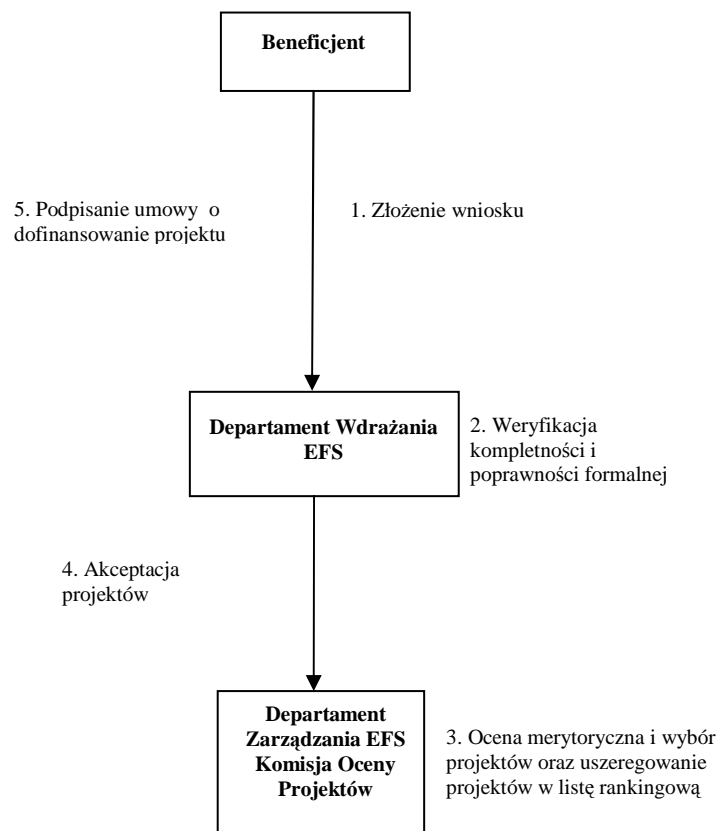 Beneficjent
5. Podpisanie umowy o
dofinansowanie projektu
1. Złożenie wniosku
Departament Wdrażania
EFS
2. Weryfikacja
kompletności i
poprawności formalnej
4. Akceptacja
projektów
Departament
Zarządzania EFS
Komisja Oceny
Projektów
3. Ocena merytoryczna i wybór
projektów oraz uszeregowanie
projektów w listę rankingową